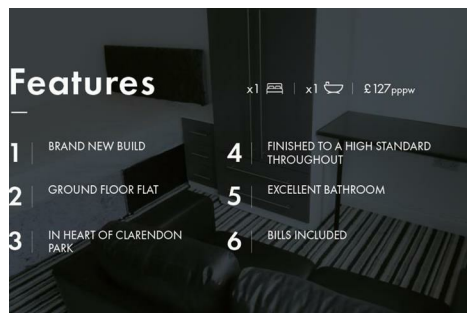 Features
x1 | x1 | £127pppw
1 | BRAND NEW BUILD
2 | GROUND FLOOR FLAT
3 | IN HEART OF CLARENDON
PARK
4 | FINISHED TO A HIGH STANDARD
THROUGHOUT
5 | EXCELLENT BATHROOM
6 | BILLS INCLUDED